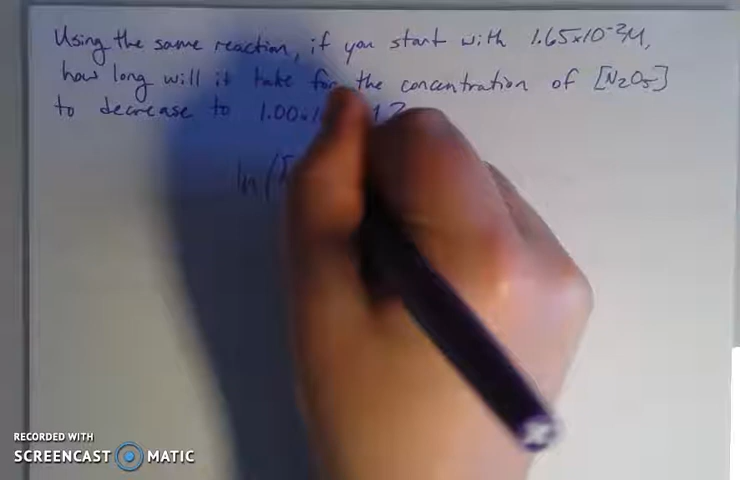 Using the same reaction, if you start with 1.65x10⁻²M,
how long will it take for the concentration of [N₂O₅]
to decrease to 1.00x1
ln(
RECORDED WITH
SCREENCAST MATIC